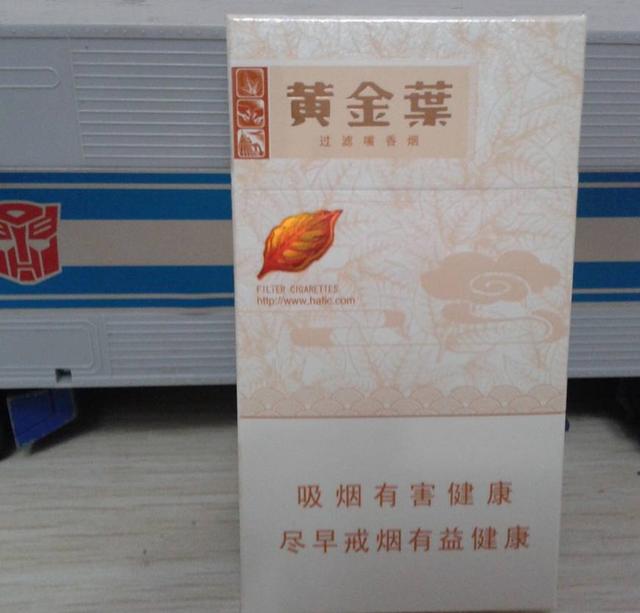 黄金葉
过滤嘴香烟
FILTER CIGARETTES
http://www.hatic.com
吸烟有害健康
尽早戒烟有益健康